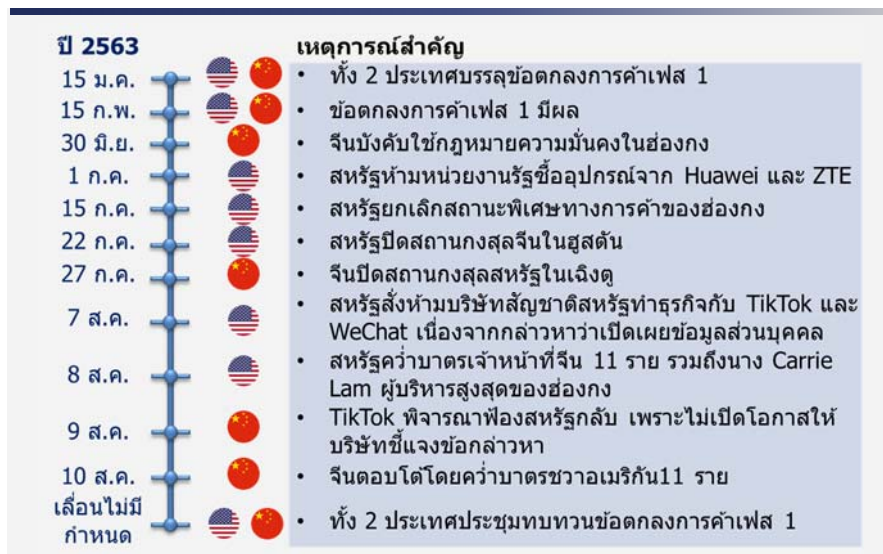 ปี 2563 เหตุการณ์สำคัญ
15 ม.ค. • ทั้ง 2 ประเทศบรรลุข้อตกลงการค้าเฟส 1
15 ก.พ. • ข้อตกลงการค้าเฟส 1 มีผล
30 มิ.ย. • จีนบังคับใช้กฎหมายความมั่นคงในฮ่องกง
1 ก.ค. • สหรัฐห้ามหน่วยงานรัฐซื้ออุปกรณ์จาก Huawei และ ZTE
15 ก.ค. • สหรัฐยกเลิกสถานะพิเศษทางการค้าของฮ่องกง
22 ก.ค. • สหรัฐปิดสถานกงสุลจีนในฮูสตัน
27 ก.ค. • จีนปิดสถานกงสุลสหรัฐในเฉิงตู
7 ส.ค. • สหรัฐสั่งห้ามบริษัทสัญชาติสหรัฐทำธุรกิจกับ TikTok และ
WeChat เนื่องจากกล่าวหาว่าเปิดเผยข้อมูลส่วนบุคคล
8 ส.ค. • สหรัฐคว่ำบาตรเจ้าหน้าที่จีน 11 ราย รวมถึงนาง Carrie
Lam ผู้บริหารสูงสุดของฮ่องกง
9 ส.ค. • TikTok พิจารณาฟ้องสหรัฐกลับ เพราะไม่เปิดโอกาสให้
บริษัทชี้แจงข้อกล่าวหา
10 ส.ค. • จีนตอบโต้โดยคว่ำบาตรชวาอเมริกัน11 ราย
เลื่อนไม่มี
กำหนด • ทั้ง 2 ประเทศประชุมทบทวนข้อตกลงการค้าเฟส 1